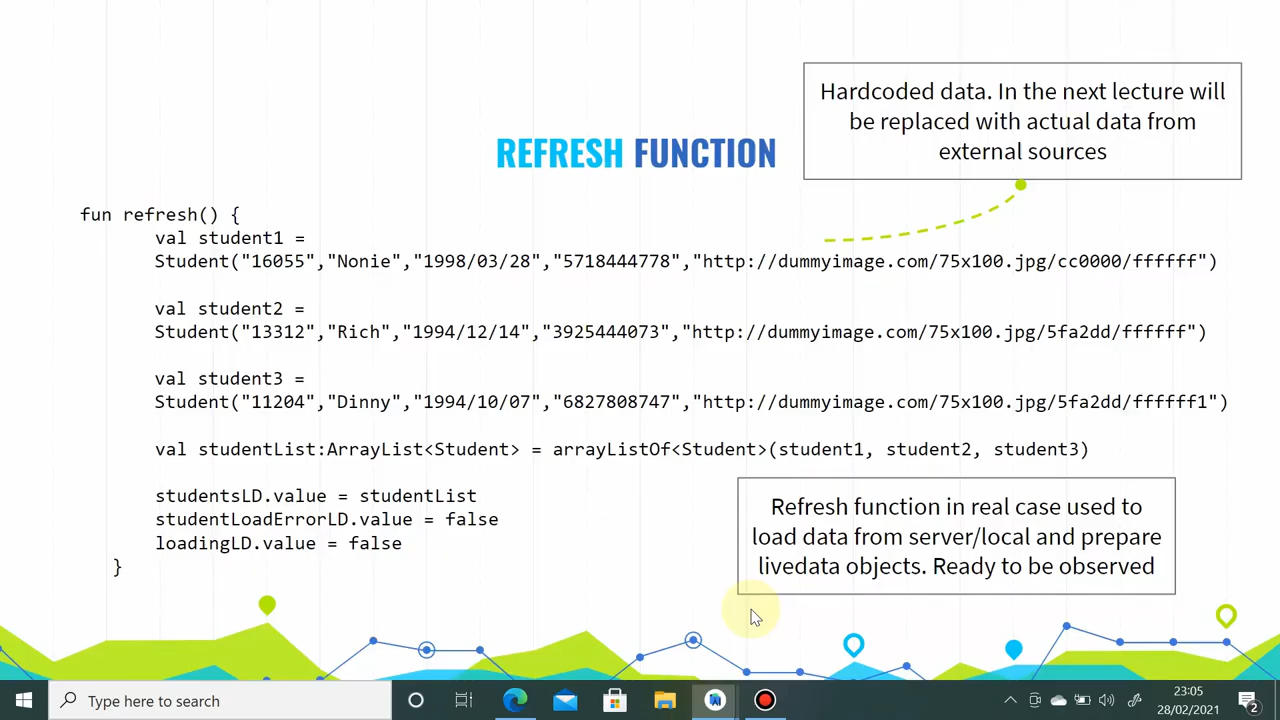 Hardcoded data. In the next lecture will
be replaced with actual data from
external sources
REFRESH FUNCTION
fun refresh() {
val student1 =
Student("16055","Nonie","1998/03/28","5718444778","http://dummyimage.com/75x100.jpg/cc0000/ffffff")
val student2 =
Student("13312","Rich","1994/12/14","3925444073","http://dummyimage.com/75x100.jpg/5fa2dd/ffffff")
val student3 =
Student("11204","Dinny","1994/10/07","6827808747","http://dummyimage.com/75x100.jpg/5fa2dd/ffffff1")
val studentList:ArrayList<Student> = arrayListOf<Student>(student1, student2, student3)
studentsLD.value = studentList
studentLoadErrorLD.value = false
loadingLD.value = false
}
Refresh function in real case used to
load data from server/local and prepare
livedata objects. Ready to be observed
Type here to search
23:05
28/02/2021
2